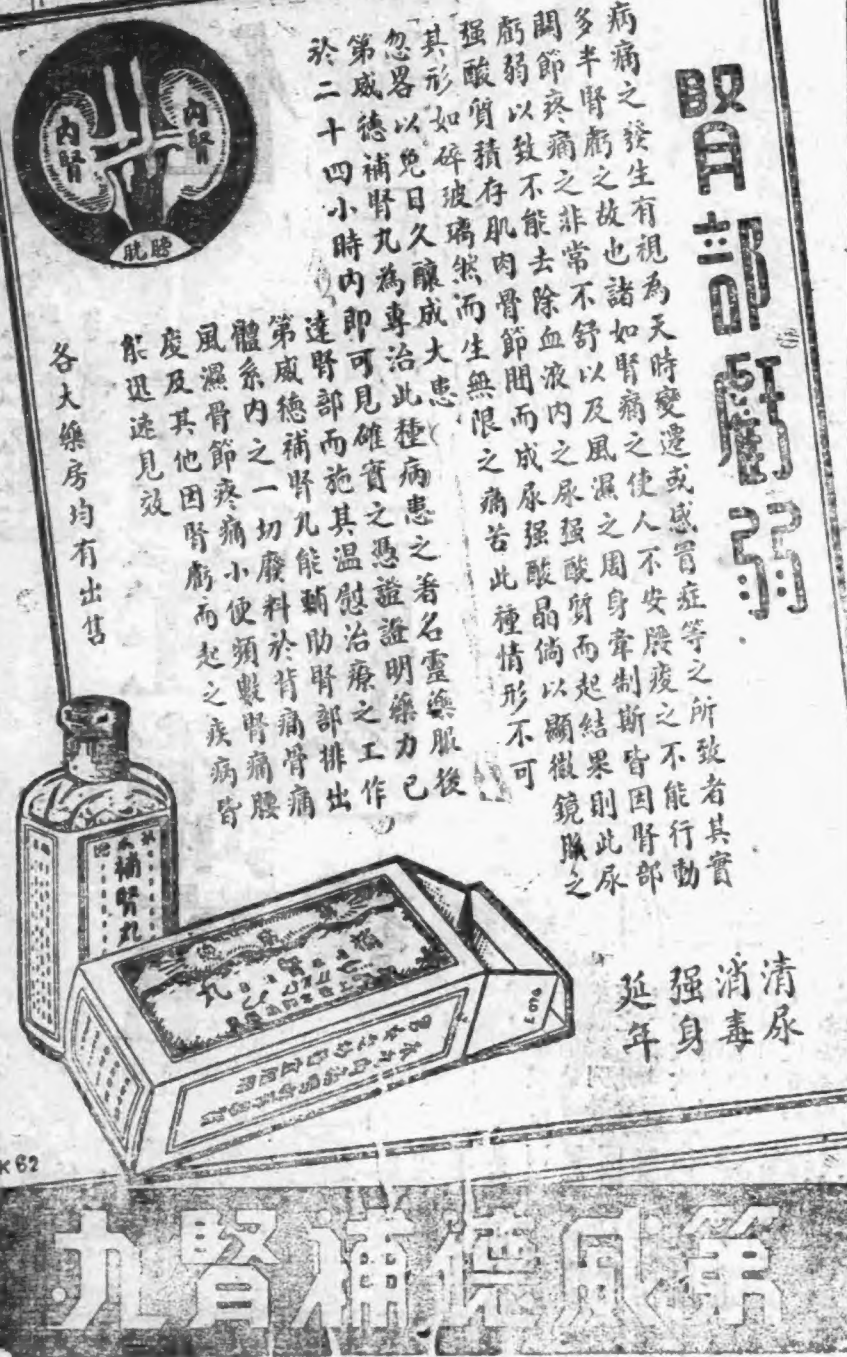 腎部虧弱
病痛之發生有視為天時變遷或感冒症等之所致者其實
多半腎虧之故也諸如腎痛之使人不安腰痠之不能行動
關節疼痛之非常不舒以及風濕之周身牽制斯皆因腎部
虧弱以致不能去除血液內之尿强酸質而起結果則此尿
强酸質積存肌肉骨節間而成尿强酸晶倘以顯微鏡照之
其形如碎玻璃然而生無限之痛苦此種情形不可
忽畧以免日久釀成大患
第威德補腎丸為專治此種病患之著名靈藥服後
於二十四小時内即可見確實之憑證證明藥力已
達腎部而施其温慰治療之工作
第威德補腎丸能輔助腎部排出
體系內之一切廢料於背痛骨痛
風濕骨節疼痛小便頻數腎痛腰
痠及其他因腎虧而起之疾病皆
能迅速見效
各大藥房均有出售
內腎
內腎
膀胱
清尿
消毒
强身
延年
補腎丸
K62
第威德補腎丸